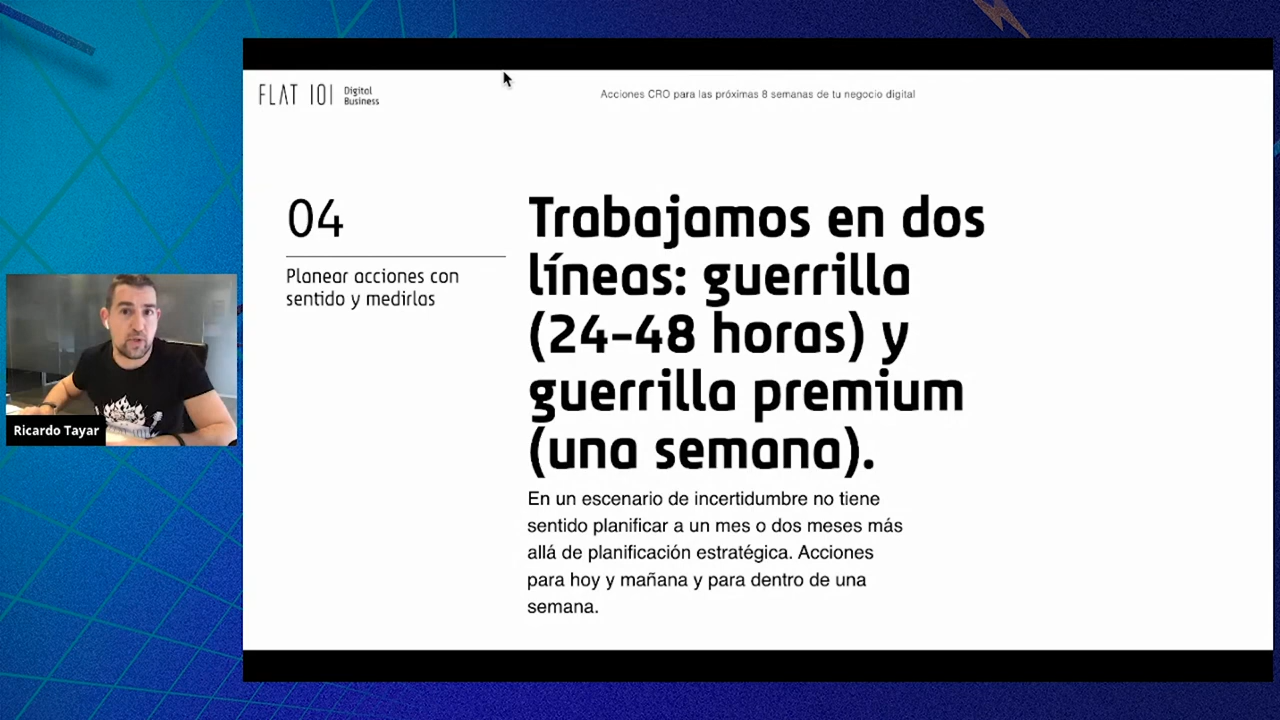 FLAT 101
Digital
Business
Acciones CRO para las próximas 8 semanas de tu negocio digital
04
Planear acciones con
sentido y medirlas
Trabajamos en dos
líneas: guerrilla
(24-48 horas) y
guerrilla premium
(una semana).
En un escenario de incertidumbre no tiene
sentido planificar a un mes o dos meses más
allá de planificación estratégica. Acciones
para hoy y mañana y para dentro de una
semana.
Ricardo Tayar